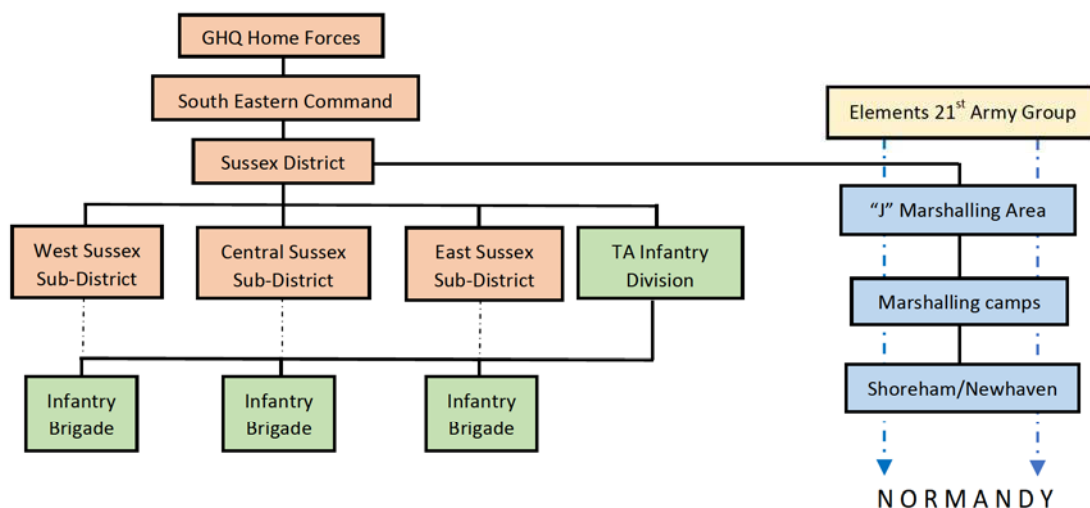 GHQ Home Forces
South Eastern Command
Sussex District
Elements 21st Army Group
"J" Marshalling Area
West Sussex
Sub-District
Central Sussex
Sub-District
East Sussex
Sub-District
TA Infantry
Division
Marshalling camps
Infantry
Brigade
Infantry
Brigade
Infantry
Brigade
Shoreham/Newhaven
NORMANDY